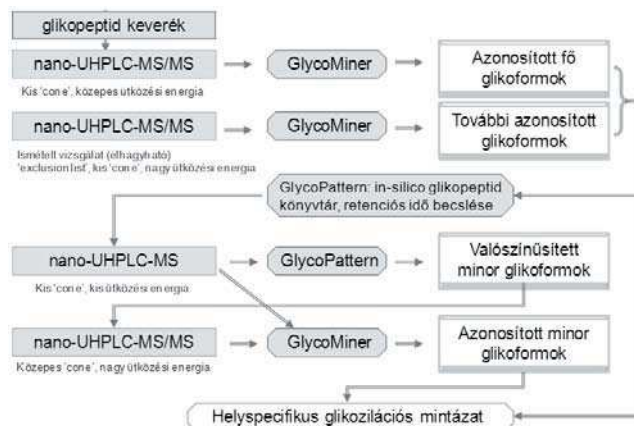 glikopeptid keverék
nano-UHPLC-MS/MS
GlycoMiner
Azonosított fő
glikoformok
Kis 'cone', közepes ütközési energia
nano-UHPLC-MS/MS
GlycoMiner
További azonosított
glikoformok
Ismételt vizsgálat (elhagyható)
'exclusion list', kis 'cone', nagy ütközési energia
GlycoPattern: in-silico glikopeptid
könyvtár, retenciós idő becslése
nano-UHPLC-MS
GlycoPattern
Valószínűsített
minor glikoformok
Kis 'cone', kis ütközési energia
nano-UHPLC-MS/MS
GlycoMiner
Azonosított minor
glikoformok
Közepes 'cone', nagy ütközési energia
Helyspecifikus glikozilációs mintázat